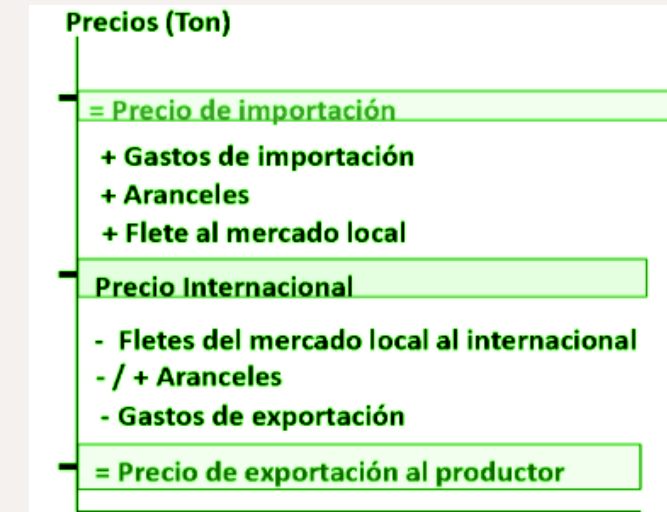 Precios (Ton)
= Precio de importación
+ Gastos de importación
+ Aranceles
+ Flete al mercado local
Precio Internacional
- Fletes del mercado local al internacional
- / + Aranceles
- Gastos de exportación
= Precio de exportación al productor